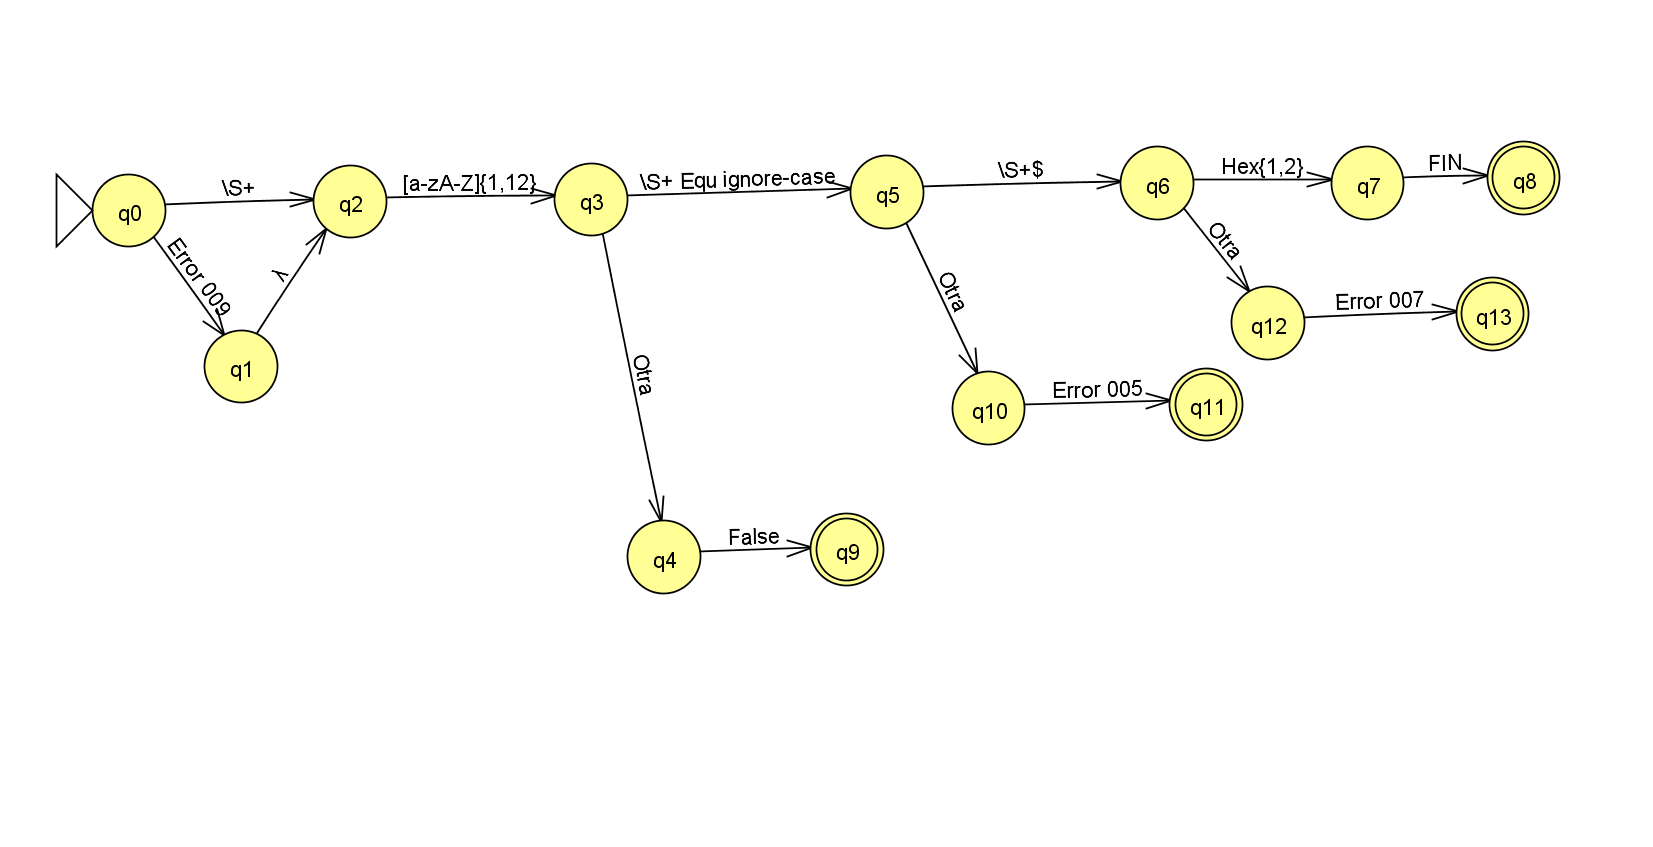 q0
\S+
q2
[a-zA-Z]{1,12}
q3
\S+ Equ ignore-case
q5
\S+$
q6
Hex{1,2}
q7
FIN
q8
Error 009
λ
q1
Otra
Otra
Otra
q12
Error 007
q13
q10
Error 005
q11
q4
False
q9